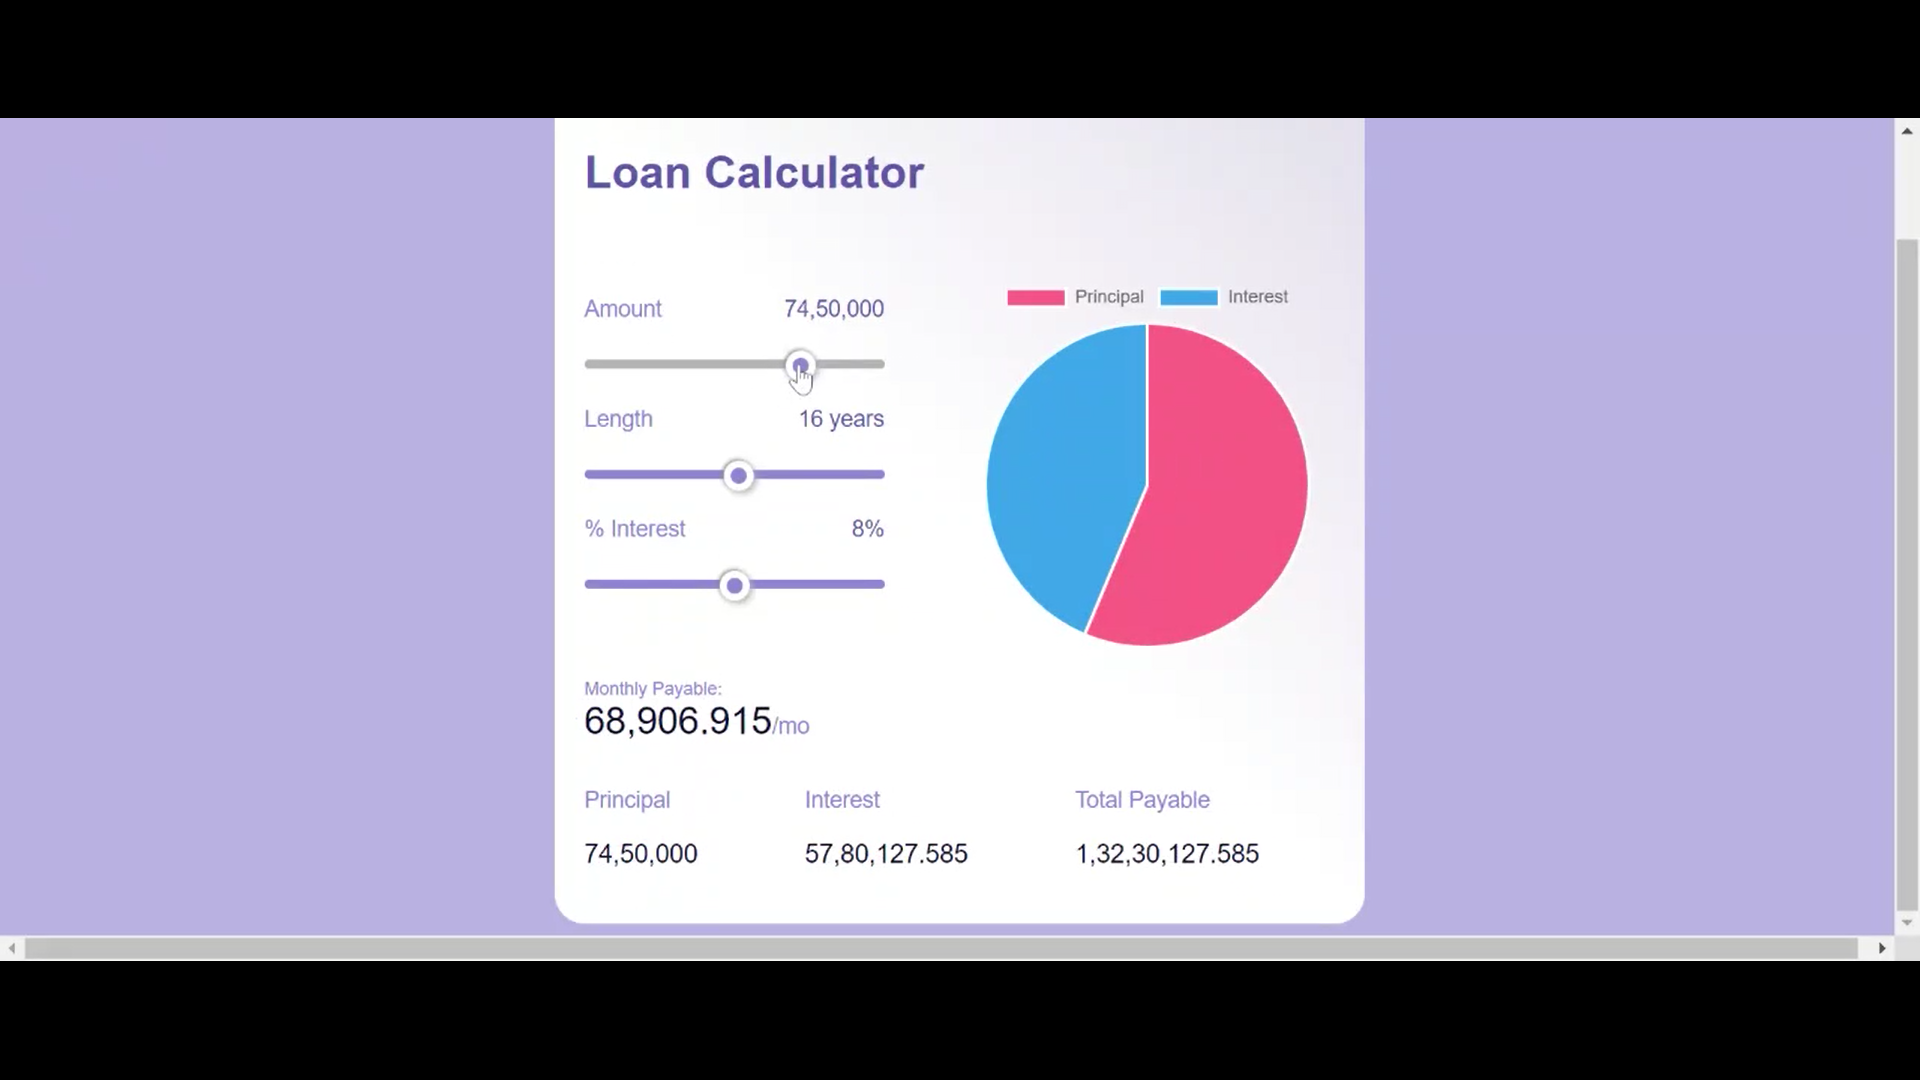 Loan Calculator
Amount 74,50,000
Principal Interest
Length 16 years
% Interest 8%
Monthly Payable:
68,906.915/mo
Principal Interest Total Payable
74,50,000 57,80,127.585 1,32,30,127.585